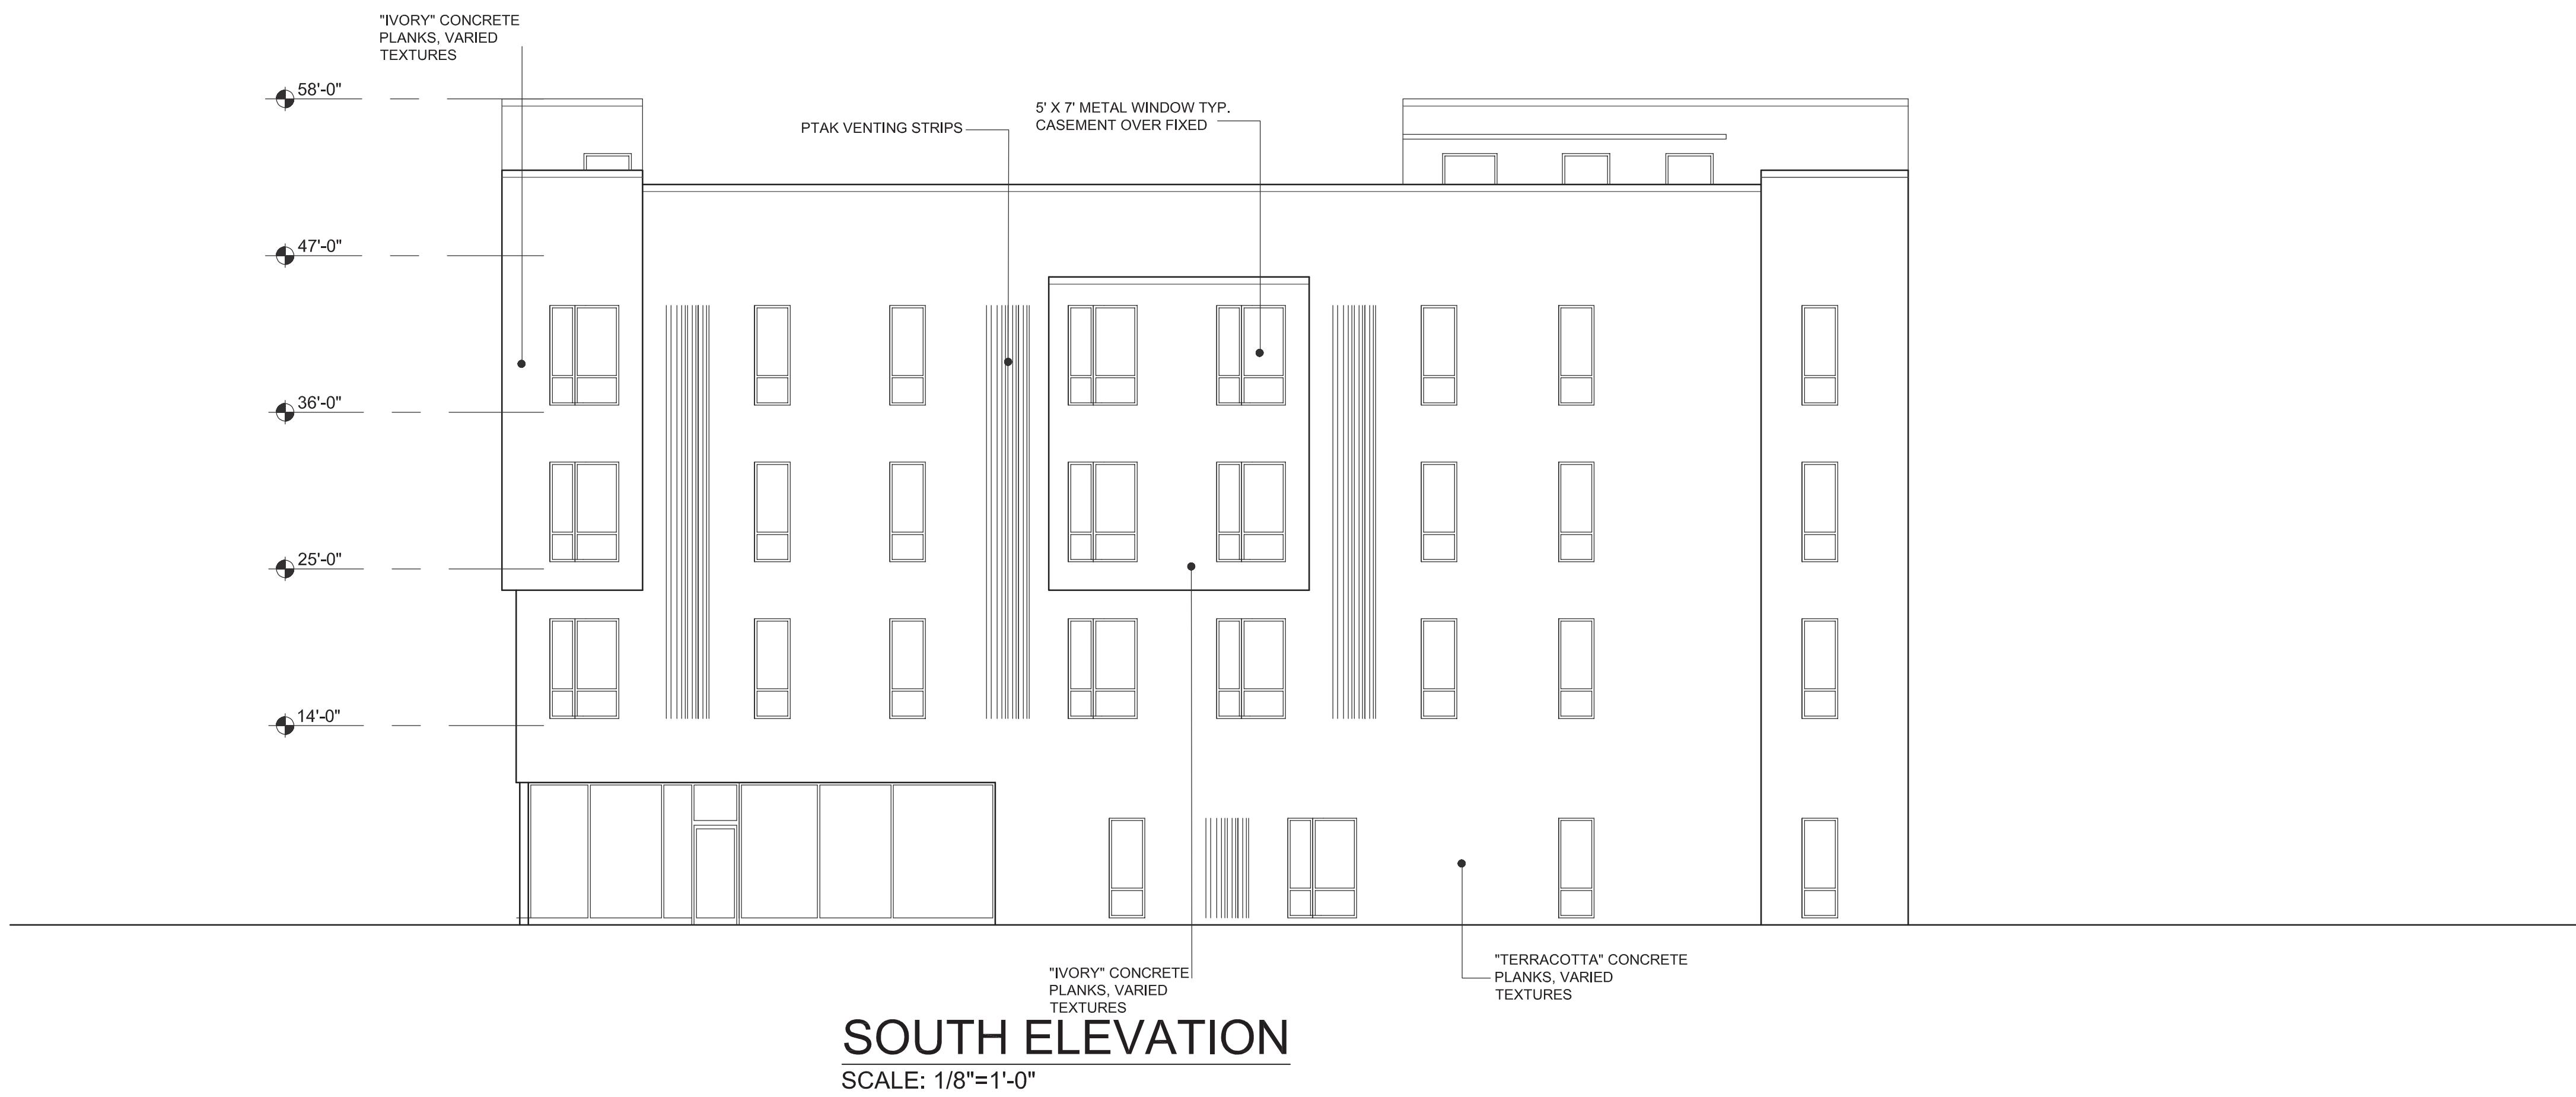 "IVORY" CONCRETE
PLANKS, VARIED
TEXTURES
58'-0"
PTAK VENTING STRIPS
5' X 7' METAL WINDOW TYP.
CASEMENT OVER FIXED
47'-0"
36'-0"
25'-0"
14'-0"
"IVORY" CONCRETE
PLANKS, VARIED
TEXTURES
"TERRACOTTA" CONCRETE
PLANKS, VARIED
TEXTURES
SOUTH ELEVATION
SCALE: 1/8"=1'-0"